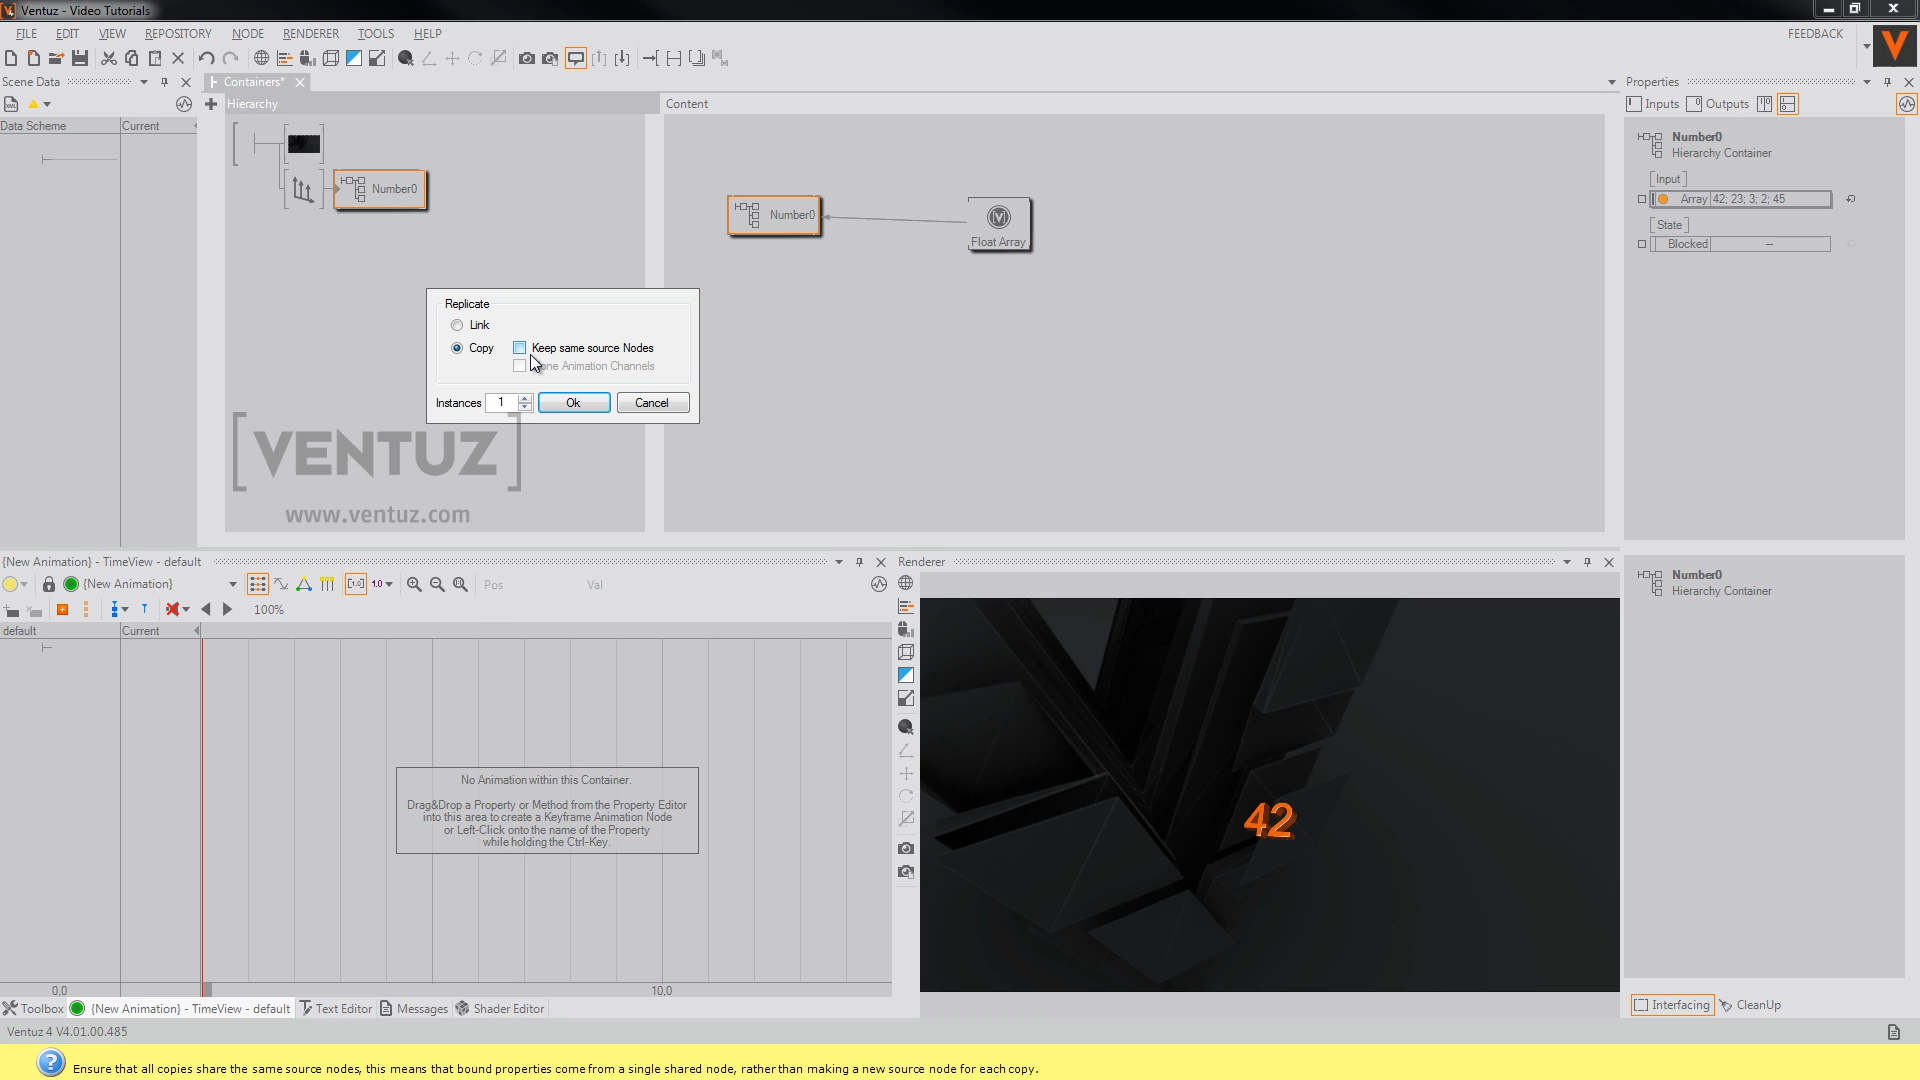 Ventuz - Video Tutorials
FILE EDIT VIEW REPOSITORY NODE RENDERER TOOLS HELP
FEEDBACK
Scene Data
Containers*
Properties
Hierarchy
Content
Inputs Outputs
Data Scheme Current
Number0
Hierarchy Container
[Input]
Array 42; 23; 3; 2; 45
[State]
Blocked –
Number0
Number0
Float Array
Replicate
Link
Copy Keep same source Nodes
ne Animation Channels
Instances 1 Ok Cancel
[VENTUZ]
www.ventuz.com
{New Animation} - TimeView - default
Renderer
{New Animation}
1.0
Pos Val
100%
default Current
Number0
Hierarchy Container
No Animation within this Container.
Drag&Drop a Property or Method from the Property Editor
into this area to create a Keyframe Animation Node
or Left-Click onto the name of the Property
while holding the Ctrl-Key.
42
0,0 10,0
Toolbox {New Animation} - TimeView - default Text Editor Messages Shader Editor
Interfacing CleanUp
Ventuz 4 V4.01.00.485
Ensure that all copies share the same source nodes, this means that bound properties come from a single shared node, rather than making a new source node for each copy.